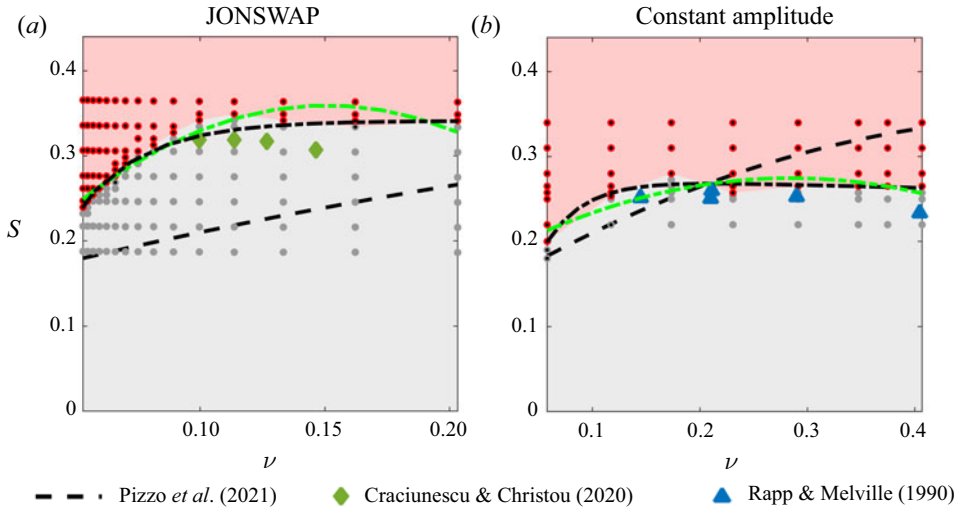 JONSWAP
Constant amplitude
(a)
(b)
0.4
0.3
S
0.2
0.1
0
0.10
0.15
0.20
ν
0.4
0.3
0.2
0.1
0
0.1
0.2
0.3
0.4
ν
Pizzo et al. (2021)
Craciunescu & Christou (2020)
Rapp & Melville (1990)